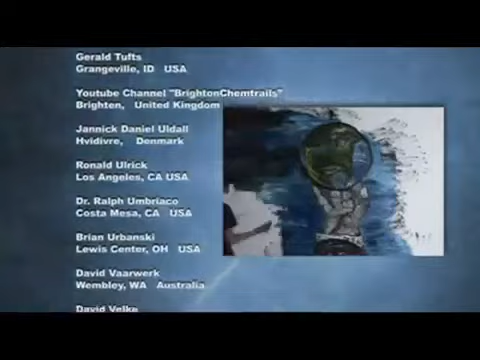 Gerald Tufts
Grangeville, ID USA
Youtube Channel "BrightonChemtrails"
Brighten, United Kingdom
Jannick Daniel Uldall
Hvidivre, Denmark
Ronald Ulrick
Los Angeles, CA USA
Dr. Ralph Umbriaco
Costa Mesa, CA USA
Brian Urbanski
Lewis Center, OH USA
David Vaarwerk
Wembley, WA Australia
David Velke